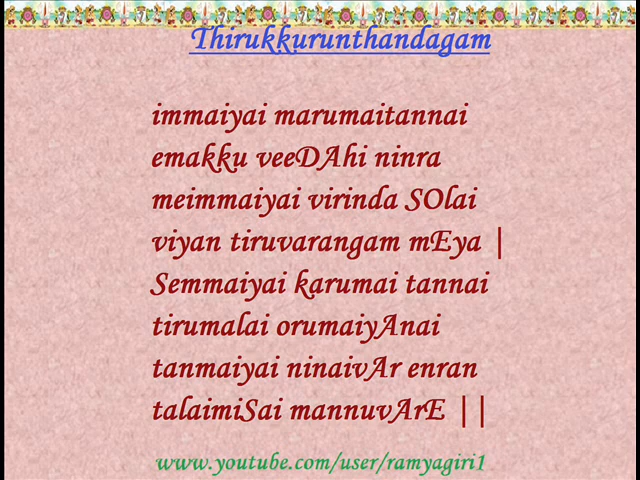 Thirukkurunthandagam
immaiyai marumaitannai
emakku veeDAhi ninra
meimmaiyai virinda SOlai
viyan tiruvarangam mEya |
Semmaiyai karumai tannai
tirumalai orumaiyAnai
tanmaiyai ninaivAr enran
talaimiSai mannuvArE ||
www.youtube.com/user/ramyagiri1